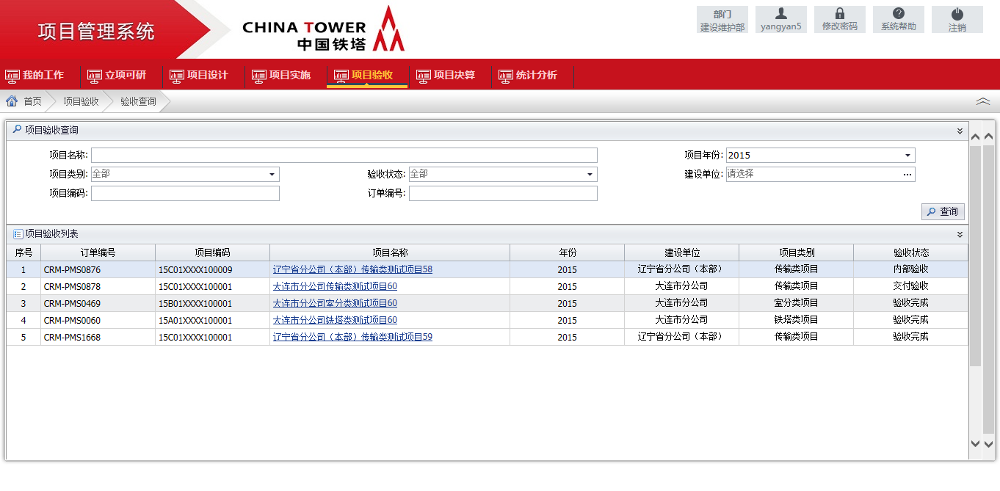 项目管理系统
CHINA TOWER
中国铁塔
部门
建设维护部
yangyan5
修改密码
系统帮助
注销
我的工作 立项可研 项目设计 项目实施 项目验收 项目决算 统计分析
首页 项目验收 验收查询
项目验收查询
项目名称: 项目年份: 2015
项目类别: 全部 验收状态: 全部 建设单位: 请选择 ...
项目编码: 订单编号:
查询
项目验收列表
序号 订单编号 项目编码 项目名称 年份 建设单位 项目类别 验收状态
1 CRM-PMS0876 15C01XXXX100009 辽宁省分公司（本部）传输类测试项目58 2015 辽宁省分公司（本部） 传输类项目 内部验收
2 CRM-PMS0878 15C01XXXX100001 大连市分公司传输类测试项目60 2015 大连市分公司 传输类项目 交付验收
3 CRM-PMS0469 15B01XXXX100001 大连市分公司室分类测试项目60 2015 大连市分公司 室分类项目 验收完成
4 CRM-PMS0060 15A01XXXX100001 大连市分公司铁塔类测试项目60 2015 大连市分公司 铁塔类项目 验收完成
5 CRM-PMS1668 15C01XXXX100001 辽宁省分公司（本部）传输类测试项目59 2015 辽宁省分公司（本部） 传输类项目 验收完成